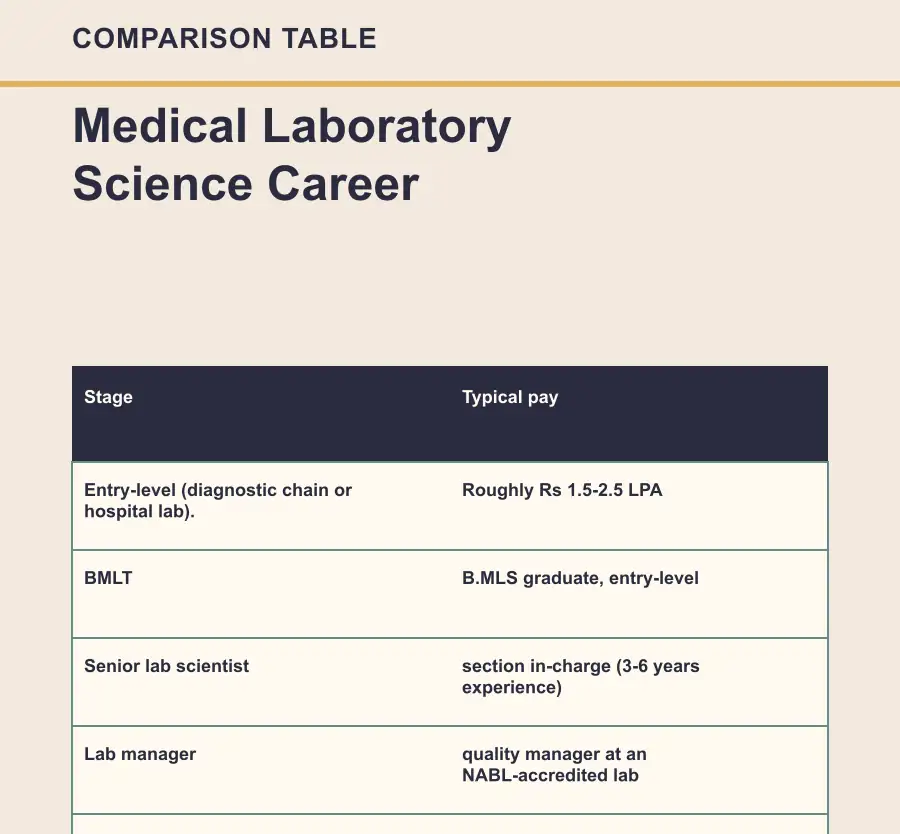 COMPARISON TABLE
Medical Laboratory
Science Career
Stage
Typical pay
Entry-level (diagnostic chain or
hospital lab).
Roughly Rs 1.5-2.5 LPA
BMLT
B.MLS graduate, entry-level
Senior lab scientist
section in-charge (3-6 years
experience)
Lab manager
quality manager at an
NABL-accredited lab